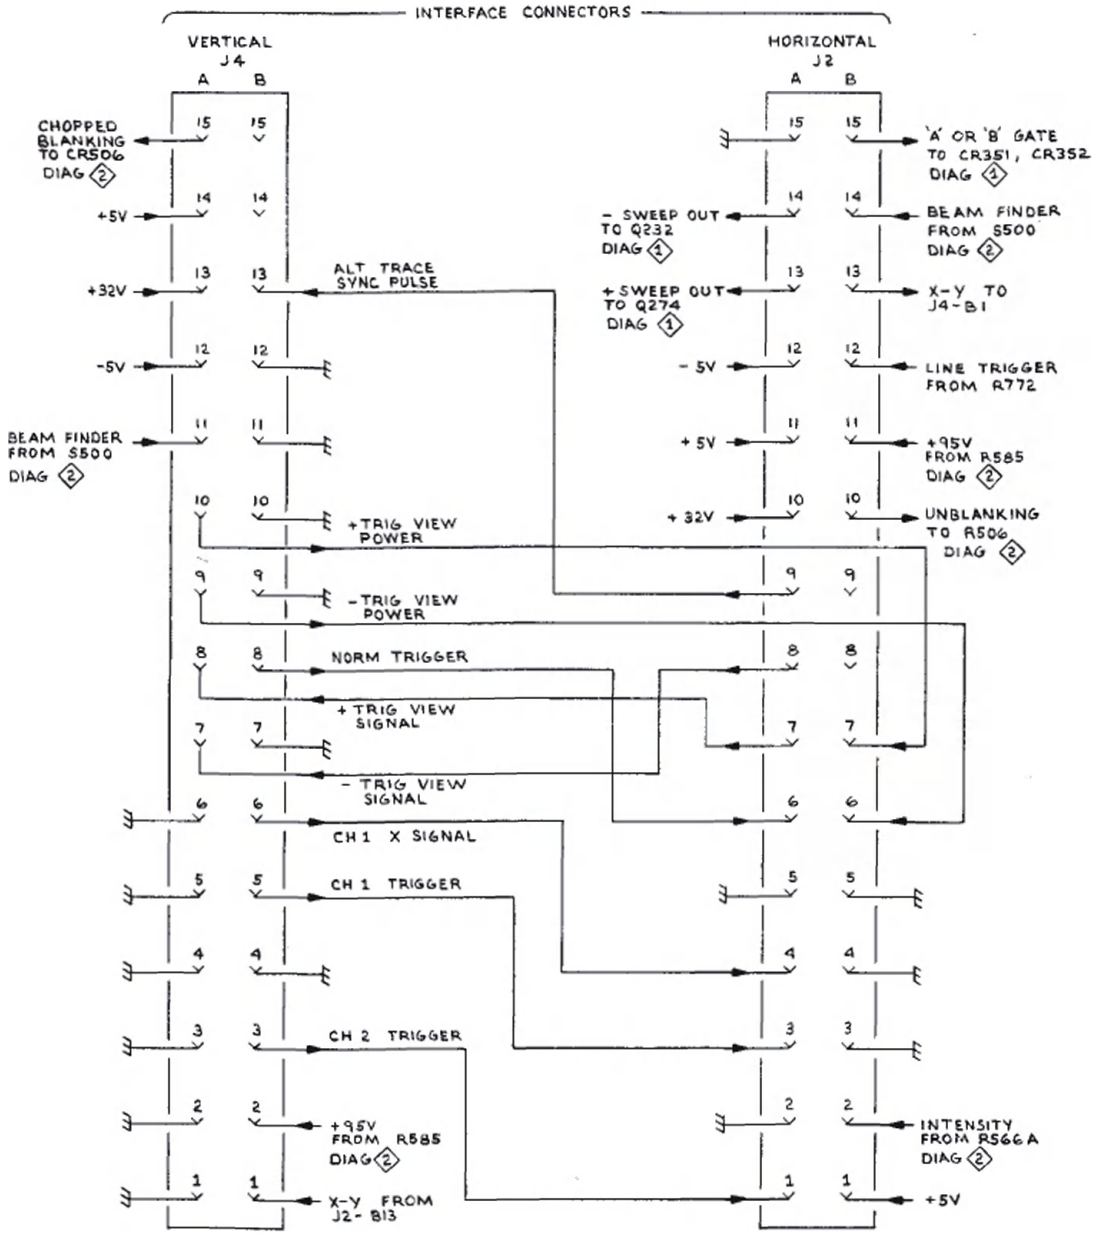 INTERFACE CONNECTORS
VERTICAL
J4
A B
HORIZONTAL
J2
A B
CHOPPED
BLANKING
TO CR506
DIAG 2
15 15
15 15
'A' OR 'B' GATE
TO CR351, CR352
DIAG 1
+5V
14 14
- SWEEP OUT
TO Q232
DIAG 1
14 14
BEAM FINDER
FROM S500
DIAG 2
+32V
13 13
ALT TRACE
SYNC PULSE
+ SWEEP OUT
TO Q274
DIAG 1
13 13
X-Y TO
J4-B1
-5V
12 12
- 5V
12 12
LINE TRIGGER
FROM R772
BEAM FINDER
FROM S500
DIAG 2
11 11
+ 5V
11 11
+95V
FROM R585
DIAG 2
10 10
+TRIG VIEW
POWER
+ 32V
10 10
UNBLANKING
TO R506
DIAG 2
9 9
-TRIG VIEW
POWER
9 9
8 8
NORM TRIGGER
8 8
+ TRIG VIEW
SIGNAL
7 7
7 7
- TRIG VIEW
SIGNAL
6 6
CH 1 X SIGNAL
6 6
5 5
CH 1 TRIGGER
5 5
4 4
4 4
3 3
CH 2 TRIGGER
3 3
2 2
+95V
FROM R585
DIAG 2
2 2
INTENSITY
FROM R566A
DIAG 2
1 1
X-Y FROM
J2- B13
1 1
+5V